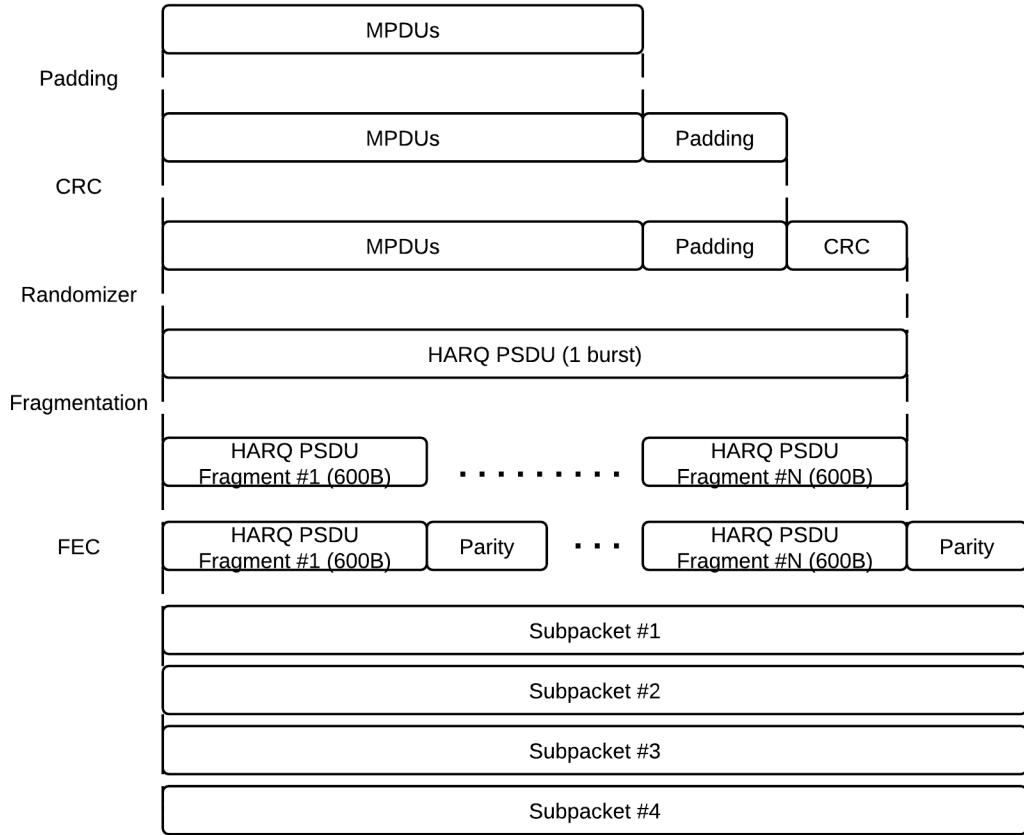 MPDUs
Padding
MPDUs
Padding
CRC
MPDUs
Padding
CRC
Randomizer
HARQ PSDU (1 burst)
Fragmentation
HARQ PSDU
Fragment #1 (600B)
HARQ PSDU
Fragment #N (600B)
FEC
HARQ PSDU
Fragment #1 (600B)
Parity
HARQ PSDU
Fragment #N (600B)
Parity
Subpacket #1
Subpacket #2
Subpacket #3
Subpacket #4